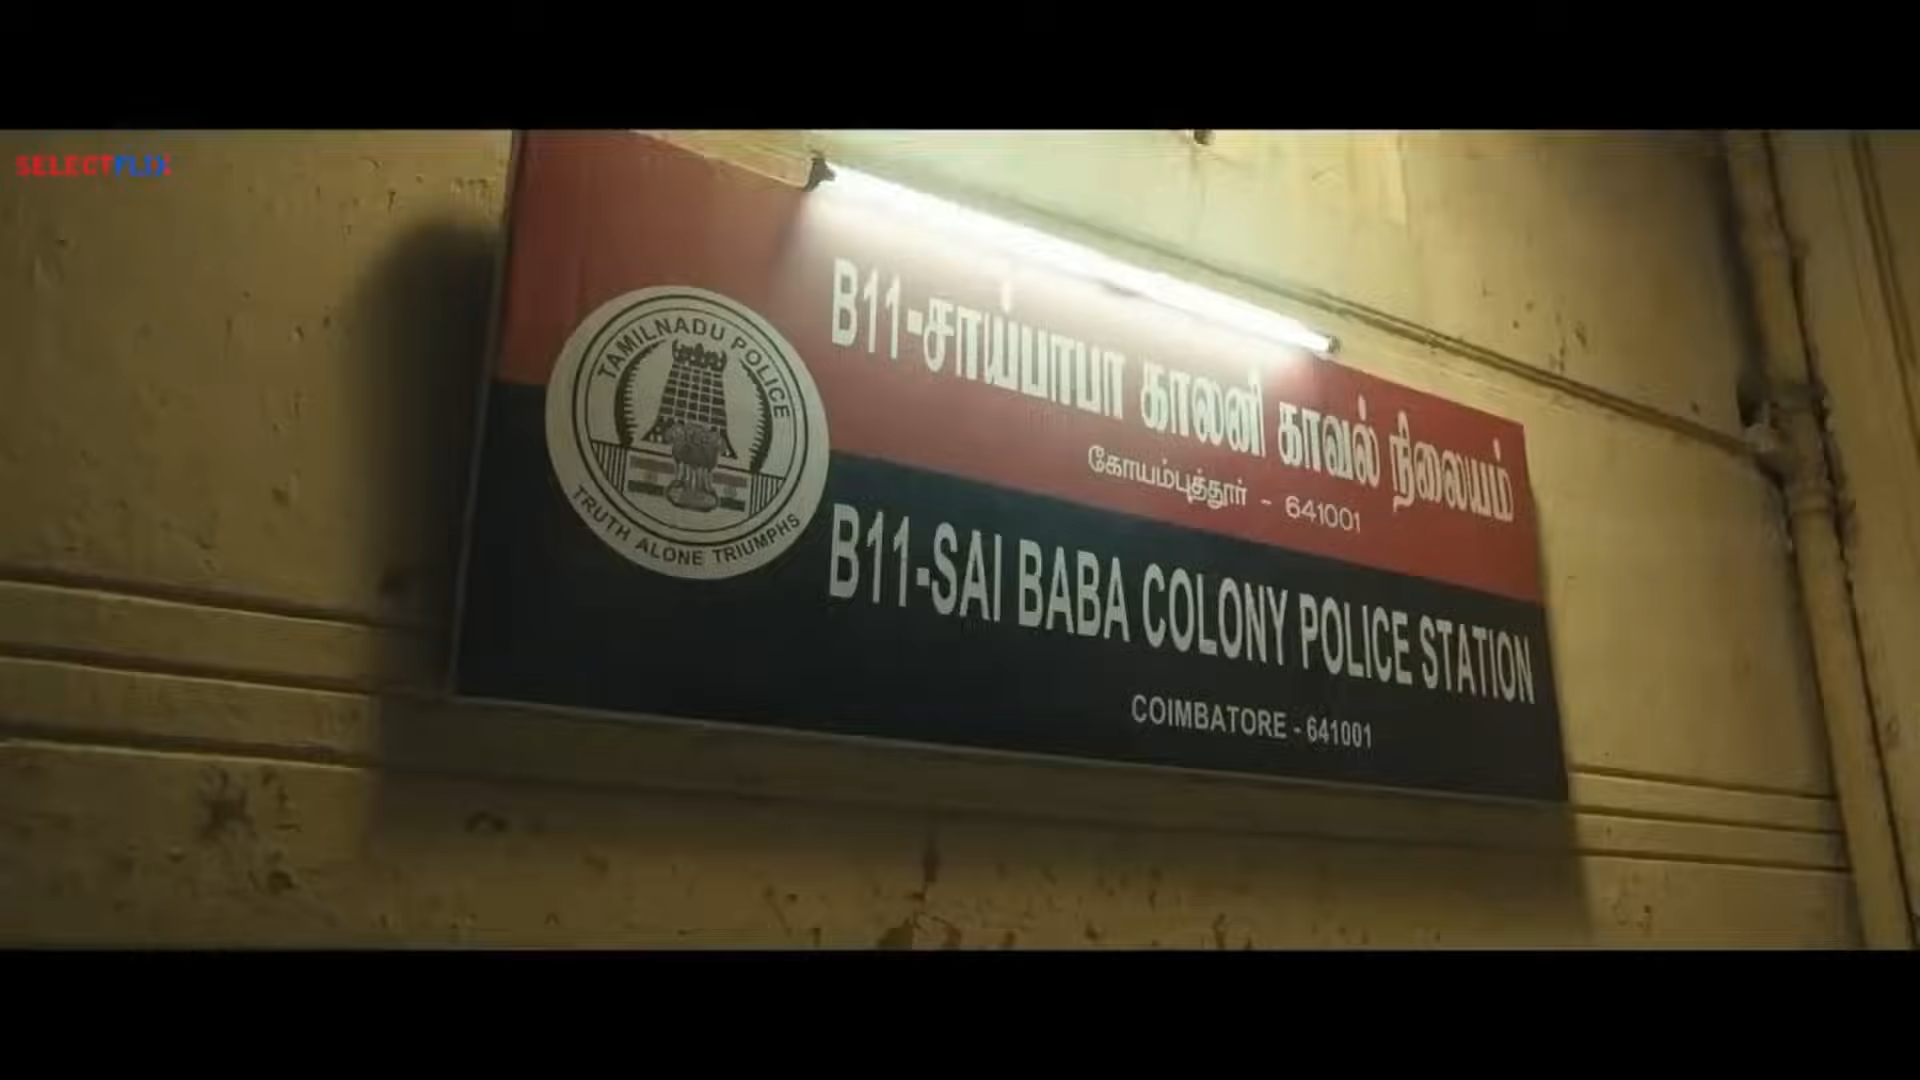 SELECTFLIX
TAMILNADU POLICE
TRUTH ALONE TRIUMPHS
B11-சாய்பாபா காலனி காவல் நிலையம்
கோயம்புத்தூர் - 641001
B11-SAI BABA COLONY POLICE STATION
COIMBATORE - 641001